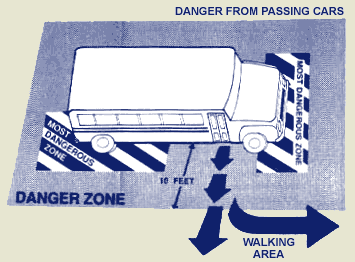 DANGER FROM PASSING CARS
MOST DANGEROUS ZONE
MOST
DANGEROUS
ZONE
10 FEET
DANGER ZONE
WALKING
AREA